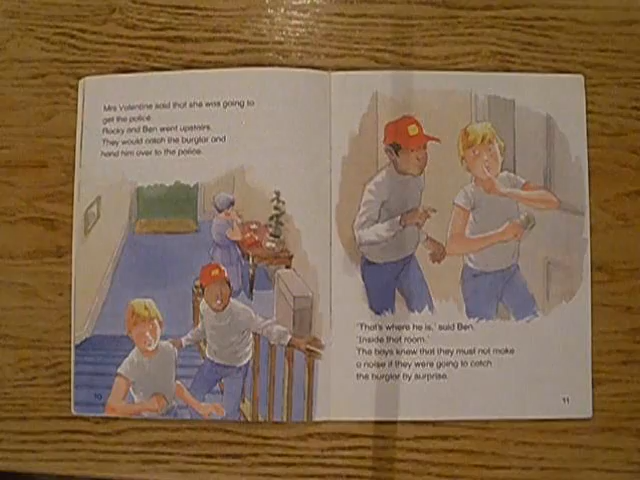 Mrs Valentine said that she was going to
get the police.
Rocky and Ben went upstairs.
They would catch the burglar and
hand him over to the police.
10
'That's where he is,' said Ben.
'Inside that room.'
The boys knew that they must not make
a noise if they were going to catch
the burglar by surprise.
11